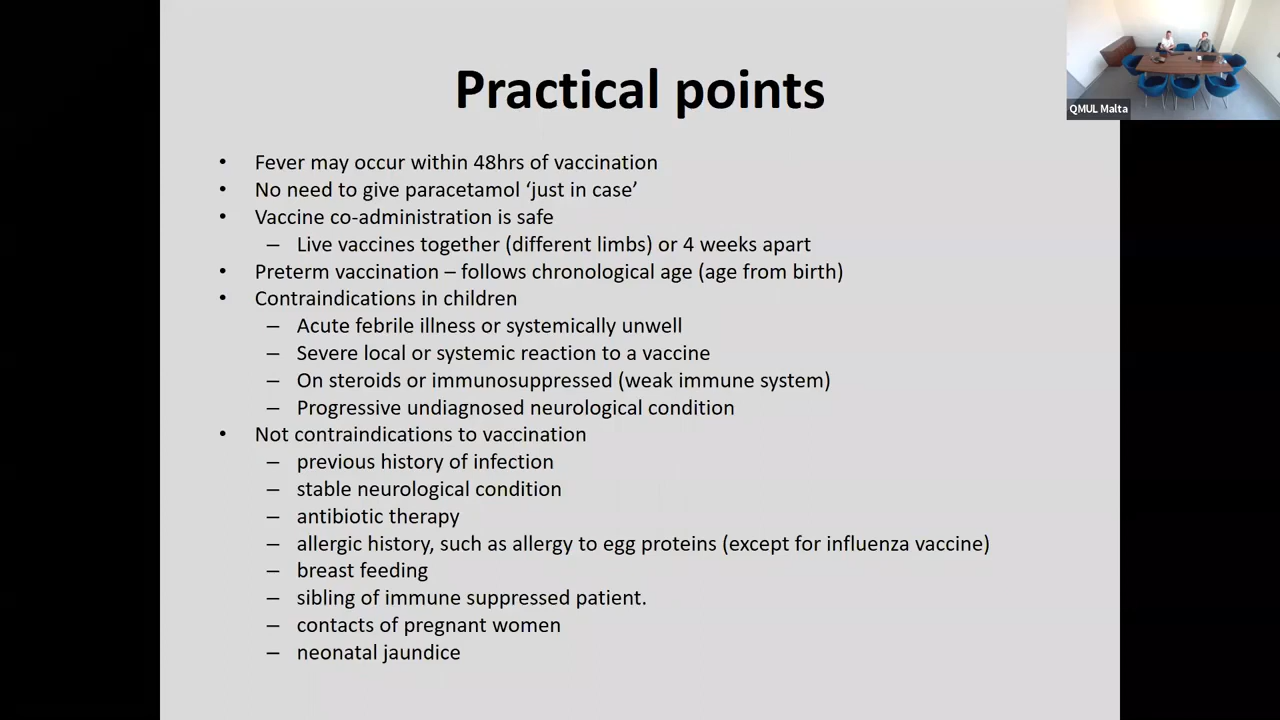 Practical points
QMUL Malta
• Fever may occur within 48hrs of vaccination
• No need to give paracetamol ‘just in case’
• Vaccine co-administration is safe
– Live vaccines together (different limbs) or 4 weeks apart
• Preterm vaccination – follows chronological age (age from birth)
• Contraindications in children
– Acute febrile illness or systemically unwell
– Severe local or systemic reaction to a vaccine
– On steroids or immunosuppressed (weak immune system)
– Progressive undiagnosed neurological condition
• Not contraindications to vaccination
– previous history of infection
– stable neurological condition
– antibiotic therapy
– allergic history, such as allergy to egg proteins (except for influenza vaccine)
– breast feeding
– sibling of immune suppressed patient.
– contacts of pregnant women
– neonatal jaundice